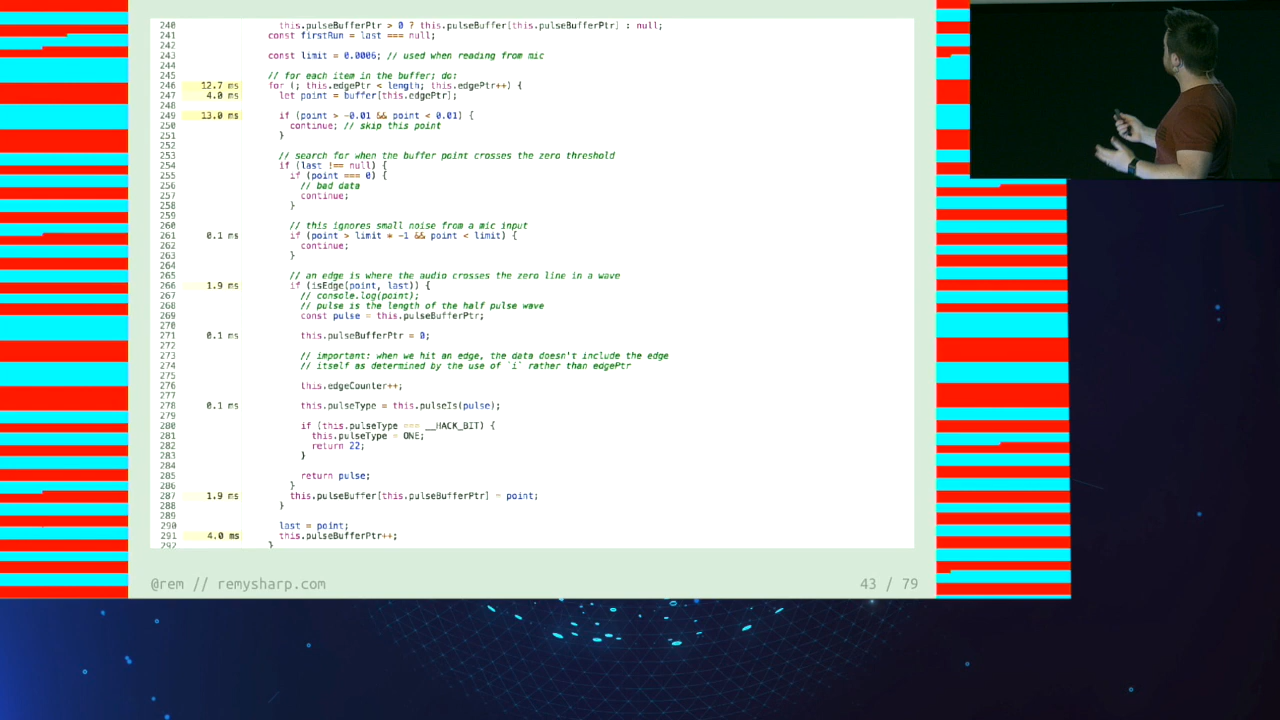 240 this.pulseBufferPtr > 0 ? this.pulseBuffer[this.pulseBufferPtr] : null;
241 const firstRun = last === null;
242
243 const limit = 0.0006; // used when reading from mic
244
245 // for each item in the buffer; do:
246 12.7 ms for (; this.edgePtr < length; this.edgePtr++) {
247 4.0 ms let point = buffer[this.edgePtr];
248
249 13.0 ms if (point > -0.01 && point < 0.01) {
250 continue; // skip this point
251 }
252
253 // search for when the buffer point crosses the zero threshold
254 if (last !== null) {
255 if (point === 0) {
256 // bad data
257 continue;
258 }
259
260 // this ignores small noise from a mic input
261 0.1 ms if (point > limit * -1 && point < limit) {
262 continue;
263 }
264
265 // an edge is where the audio crosses the zero line in a wave
266 1.9 ms if (isEdge(point, last)) {
267 // console.log(point);
268 // pulse is the length of the half pulse wave
269 const pulse = this.pulseBufferPtr;
270
271 0.1 ms this.pulseBufferPtr = 0;
272
273 // important: when we hit an edge, the data doesn't include the edge
274 // itself as determined by the use of `i` rather than edgePtr
275
276 this.edgeCounter++;
277
278 0.1 ms this.pulseType = this.pulseIs(pulse);
279
280 if (this.pulseType === __HACK_BIT) {
281 this.pulseType = ONE;
282 return 22;
283 }
284
285 return pulse;
286 }
287 1.9 ms this.pulseBuffer[this.pulseBufferPtr] = point;
288 }
289
290 last = point;
291 4.0 ms this.pulseBufferPtr++;
292 }
@rem // remysharp.com 43 / 79